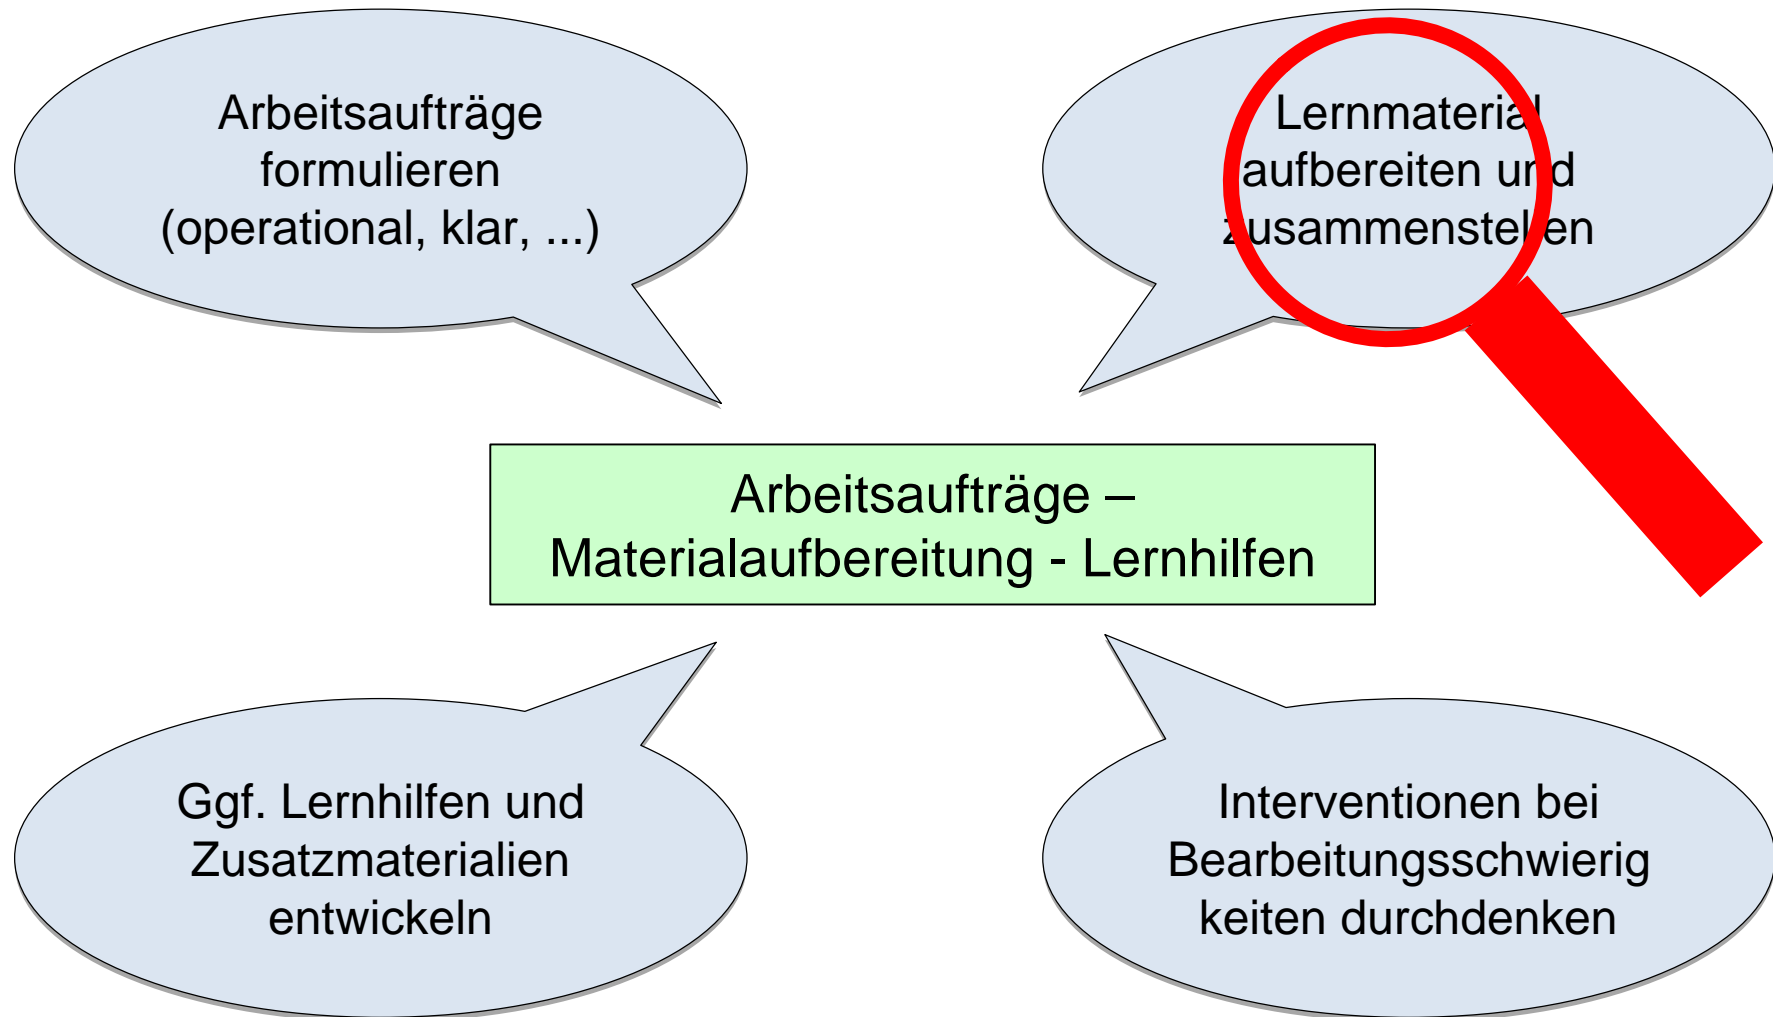 Arbeitsaufträge
formulieren
(operational, klar, ...)
Lernmaterial
aufbereiten und
zusammenstellen
Arbeitsaufträge –
Materialaufbereitung - Lernhilfen
Ggf. Lernhilfen und
Zusatzmaterialien
entwickeln
Interventionen bei
Bearbeitungsschwierig
keiten durchdenken